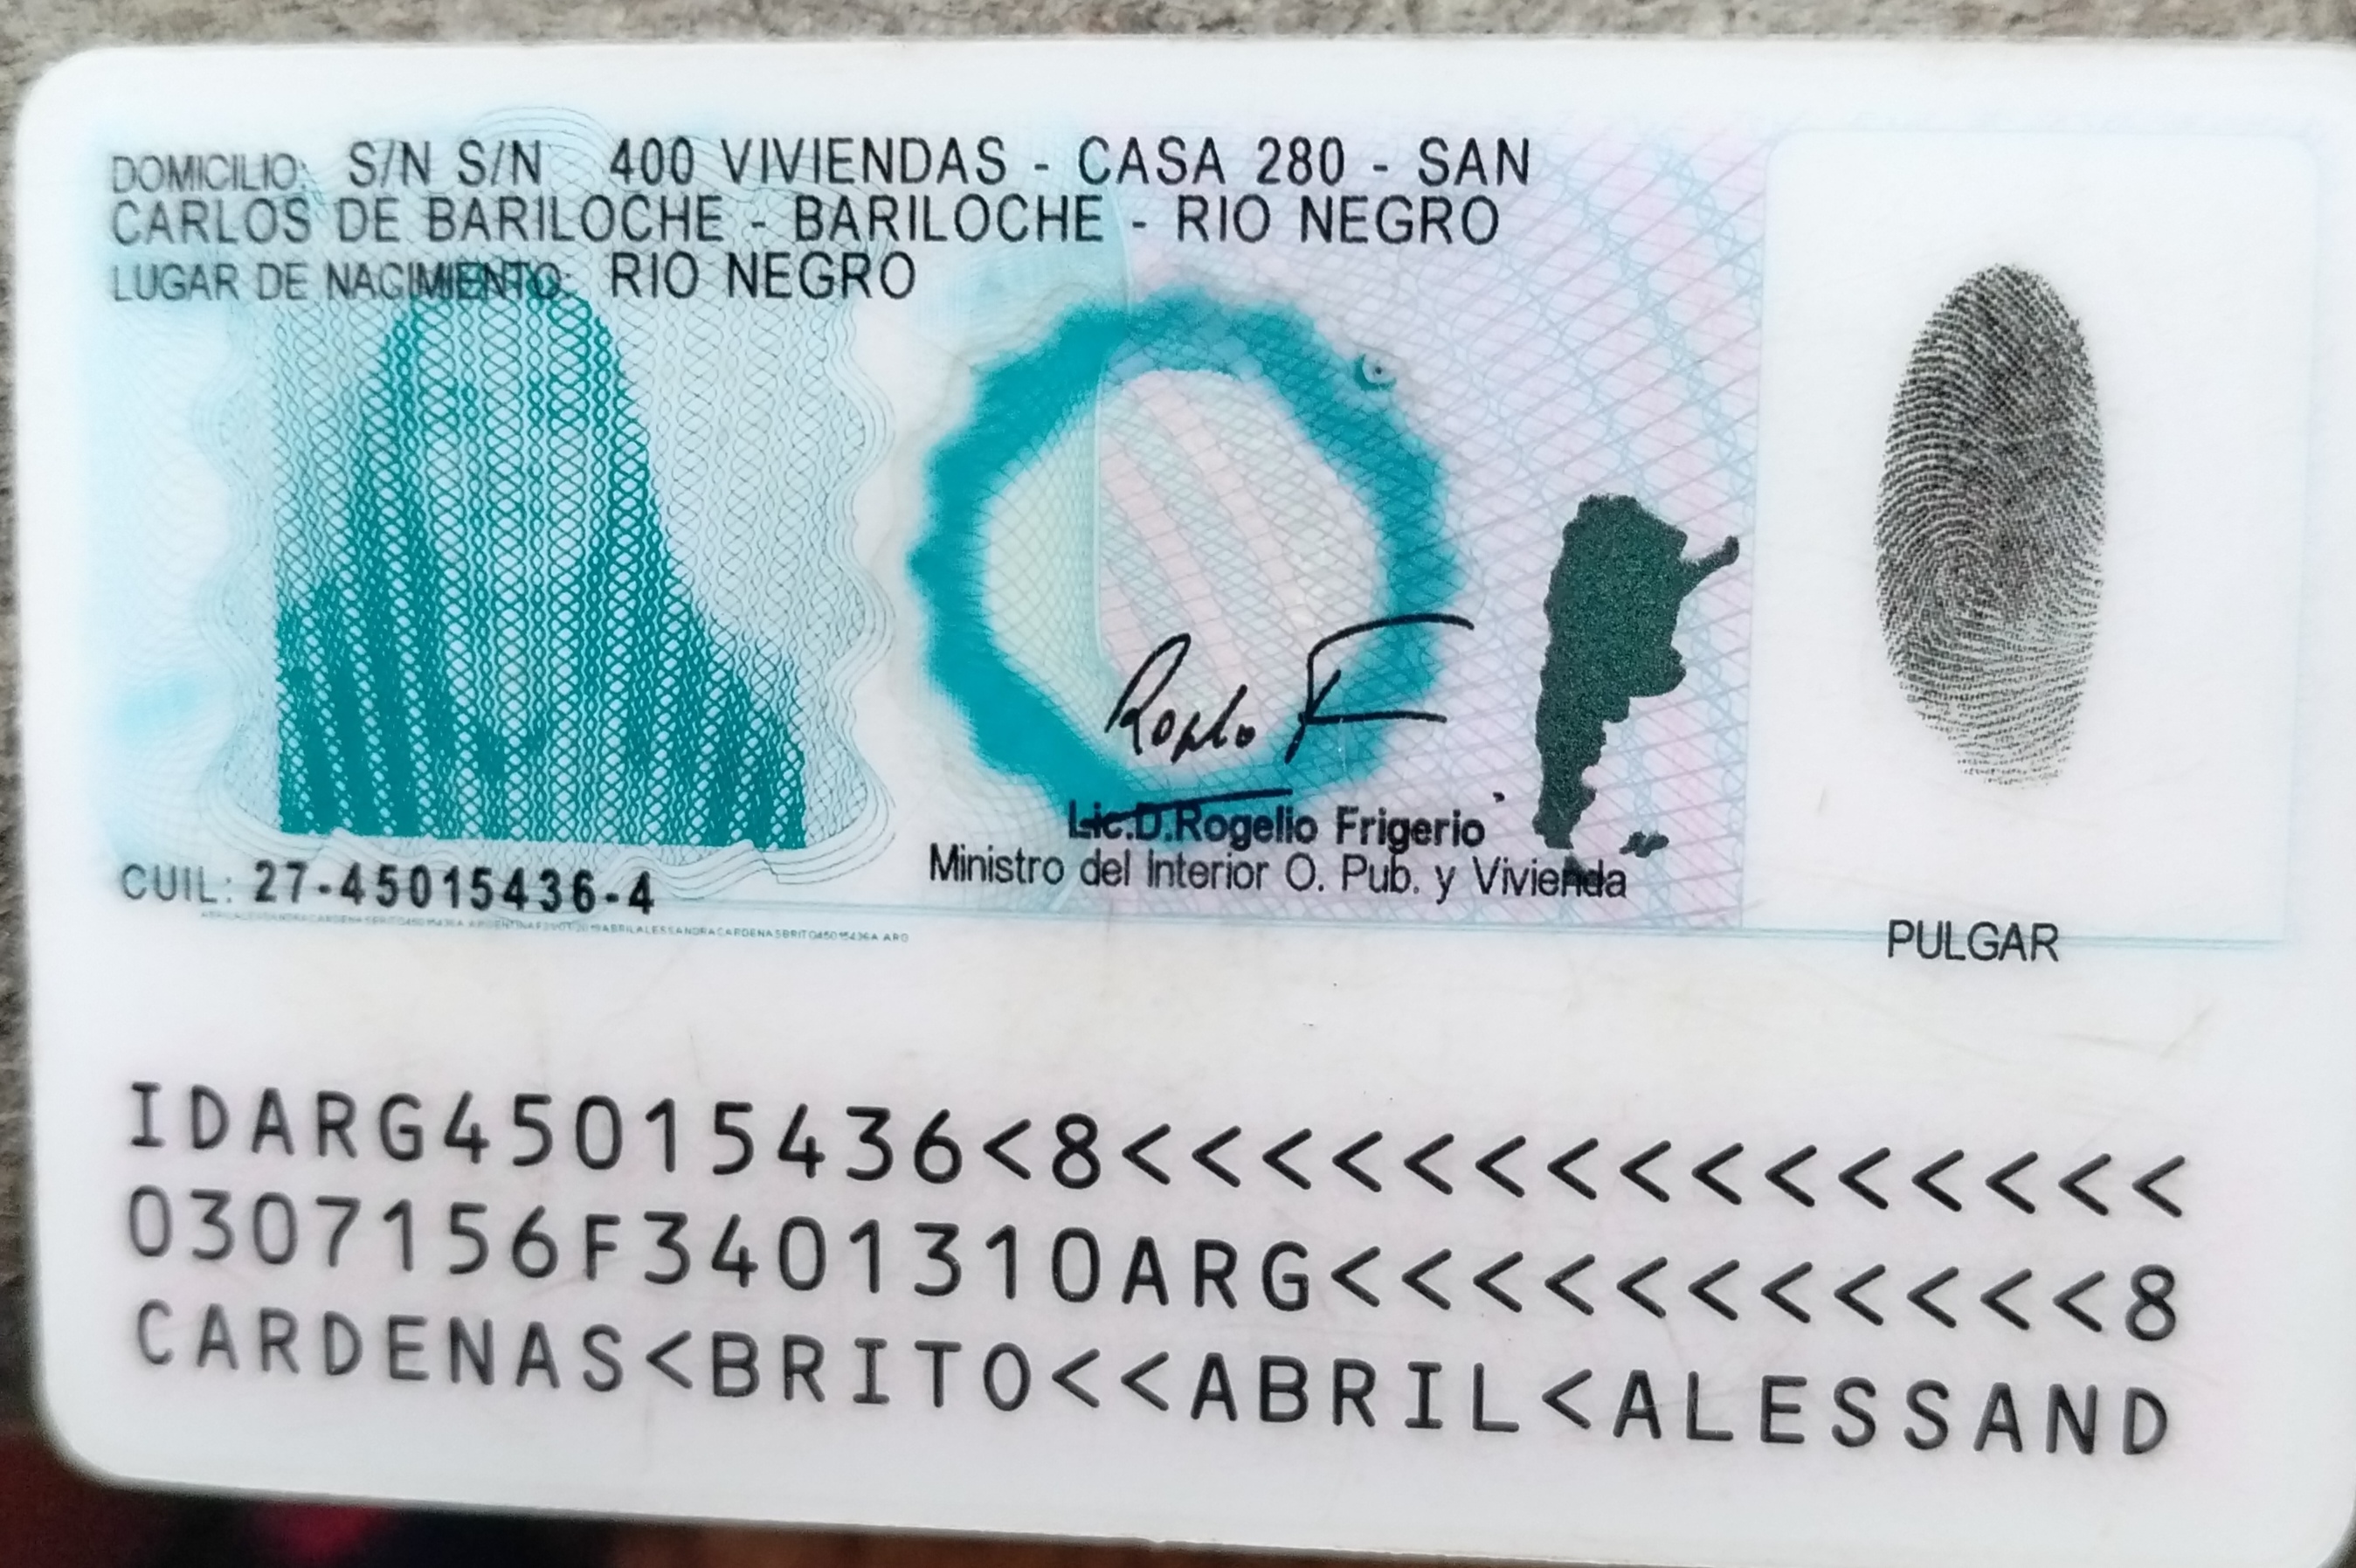 DOMICILIO: S/N S/N 400 VIVIENDAS - CASA 280 - SAN
CARLOS DE BARILOCHE - BARILOCHE - RIO NEGRO
LUGAR DE NACIMIENTO: RIO NEGRO
Lic.D.Rogelio Frigerio
Ministro del Interior O. Pub. y Vivienda
CUIL: 27-45015436-4
PULGAR
IDARG45015436<8<<<<<<<<<<<<<<<
0307156F3401310ARG<<<<<<<<<<<8
CARDENAS<BRITO<<ABRIL<ALESSAND